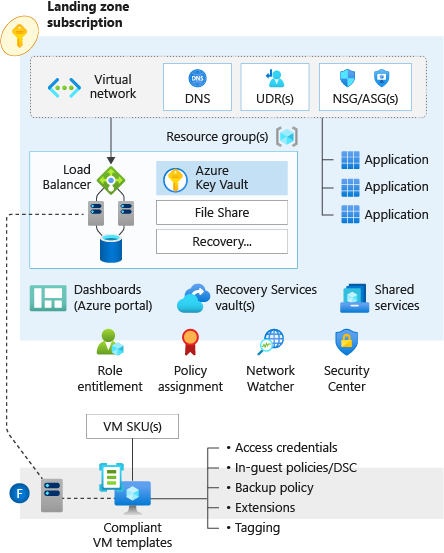 Landing zone
subscription
Virtual
network
DNS
DNS
UDR(s)
NSG/ASG(s)
Resource group(s)
Load
Balancer
Azure
Key Vault
File Share
Recovery...
Application
Application
Application
Dashboards
(Azure portal)
Recovery Services
vault(s)
Shared
services
Role
entitlement
Policy
assignment
Network
Watcher
Security
Center
VM SKU(s)
F
Compliant
VM templates
• Access credentials
• In-guest policies/DSC
• Backup policy
• Extensions
• Tagging